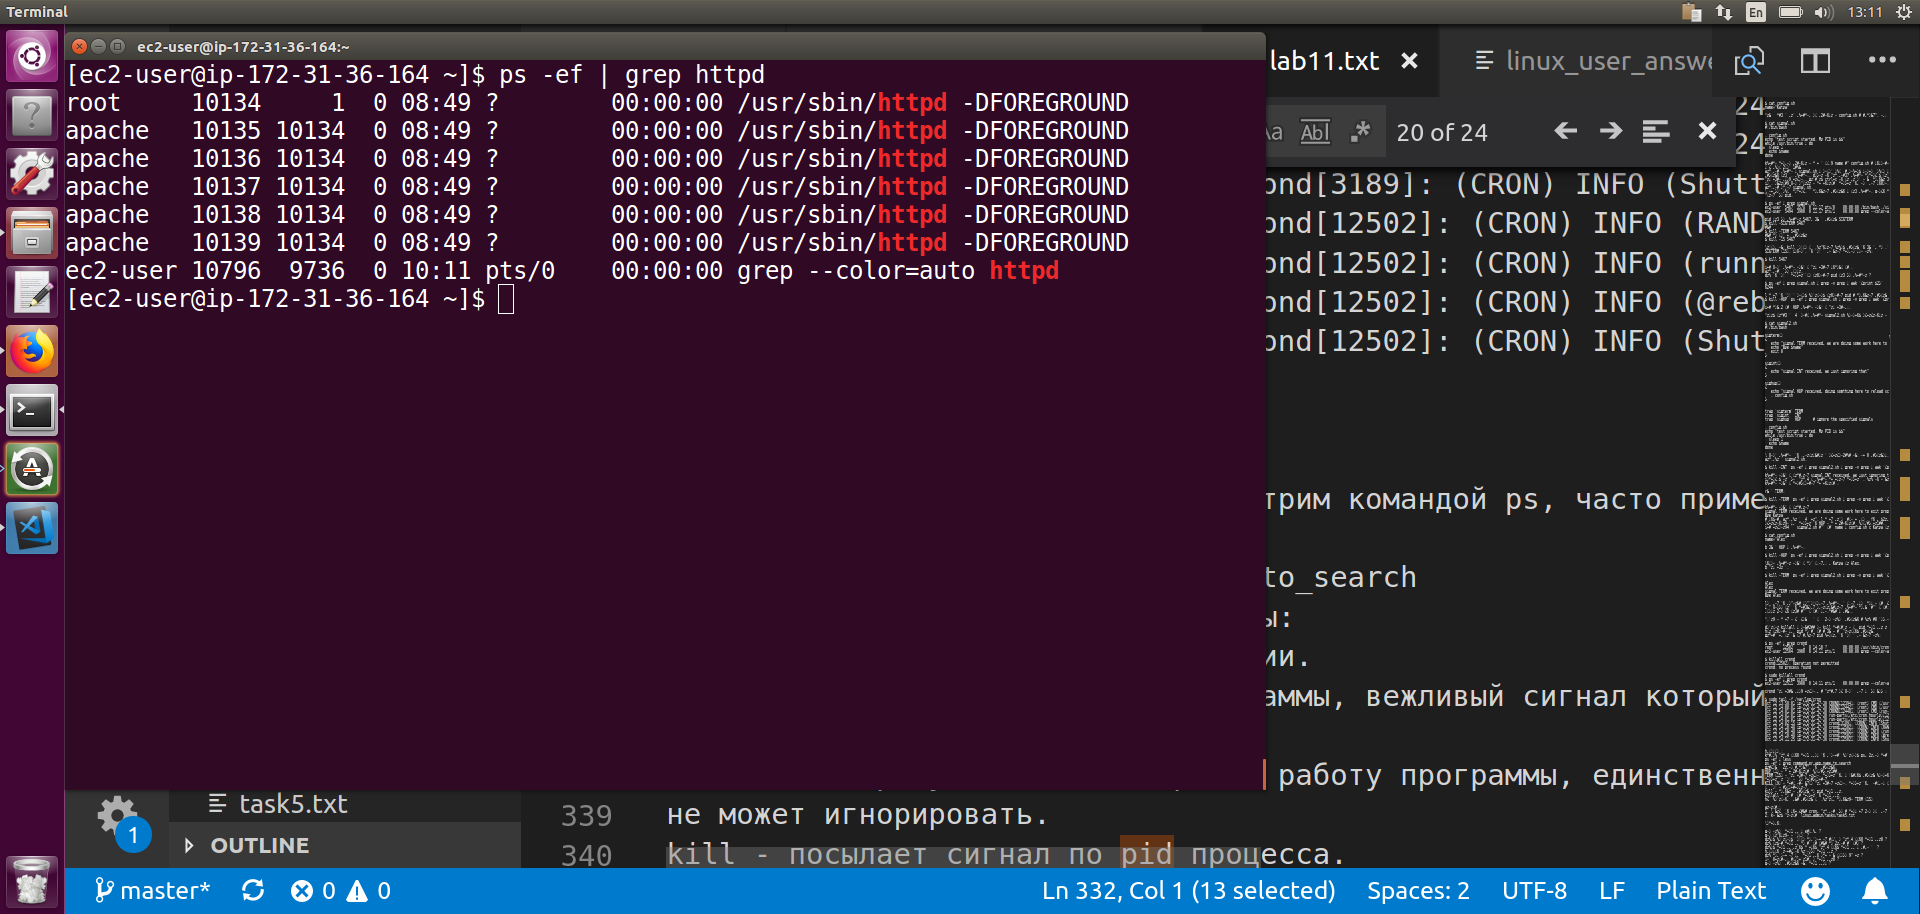 Terminal
En
13:11
ec2-user@ip-172-31-36-164:~
[ec2-user@ip-172-31-36-164 ~]$ ps -ef | grep httpd
root     10134     1  0 08:49 ?        00:00:00 /usr/sbin/httpd -DFOREGROUND
apache   10135 10134  0 08:49 ?        00:00:00 /usr/sbin/httpd -DFOREGROUND
apache   10136 10134  0 08:49 ?        00:00:00 /usr/sbin/httpd -DFOREGROUND
apache   10137 10134  0 08:49 ?        00:00:00 /usr/sbin/httpd -DFOREGROUND
apache   10138 10134  0 08:49 ?        00:00:00 /usr/sbin/httpd -DFOREGROUND
apache   10139 10134  0 08:49 ?        00:00:00 /usr/sbin/httpd -DFOREGROUND
ec2-user 10796  9736  0 10:11 pts/0    00:00:00 grep --color=auto httpd
[ec2-user@ip-172-31-36-164 ~]$
lab11.txt
linux_user_answe
Aa Abl .* 20 of 24
24
24
ond[3189]: (CRON) INFO (Shutt
ond[12502]: (CRON) INFO (RAND
ond[12502]: (CRON) INFO (runn
ond[12502]: (CRON) INFO (@reb
ond[12502]: (CRON) INFO (Shut
трим командой ps, часто приме
to_search
ы:
ии.
аммы, вежливый сигнал который
работу программы, единственн
339 не может игнорировать.
340 kill - посылает сигнал по pid процесса.
task5.txt
OUTLINE
1
master*
0
0
Ln 332, Col 1 (13 selected)
Spaces: 2
UTF-8
LF
Plain Text